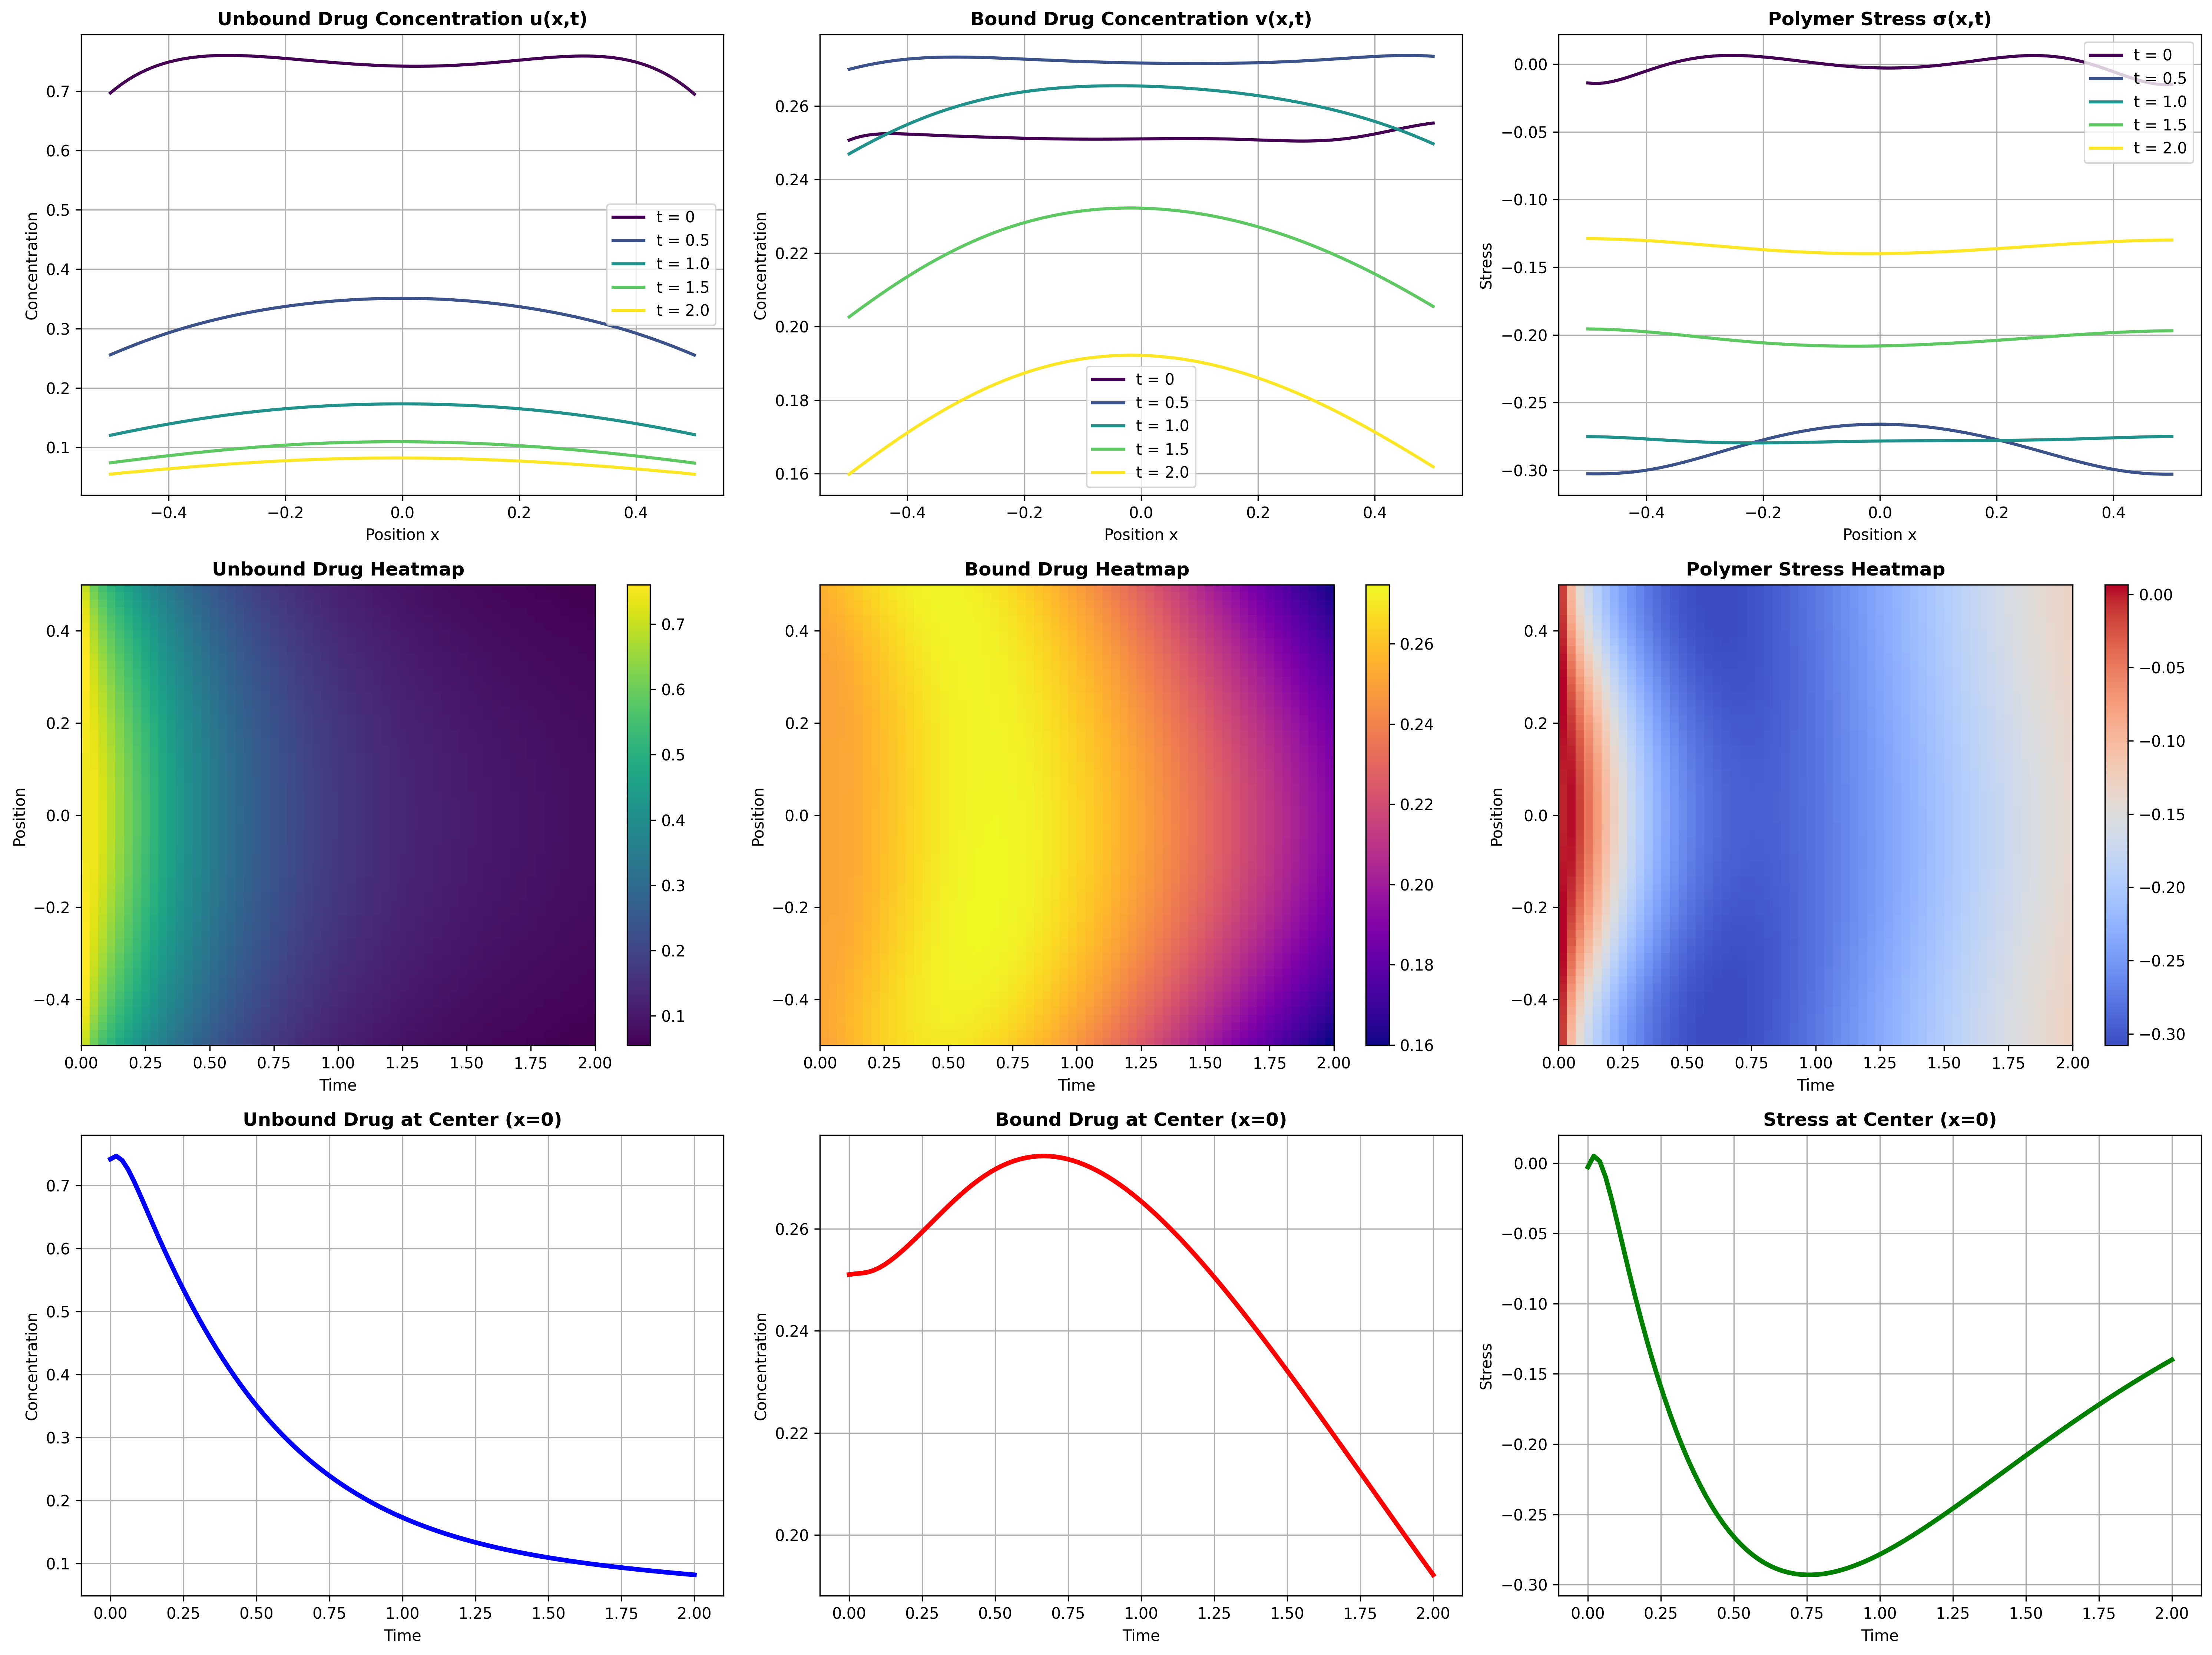 Unbound Drug Concentration u(x,t)
Concentration
0.7
0.6
0.5
0.4
0.3
0.2
0.1
t = 0
t = 0.5
t = 1.0
t = 1.5
t = 2.0
−0.4 −0.2 0.0 0.2 0.4
Position x
Bound Drug Concentration v(x,t)
Concentration
0.26
0.24
0.22
0.20
0.18
0.16
t = 0
t = 0.5
t = 1.0
t = 1.5
t = 2.0
−0.4 −0.2 0.0 0.2 0.4
Position x
Polymer Stress σ(x,t)
Stress
0.00
−0.05
−0.10
−0.15
−0.20
−0.25
−0.30
t = 0
t = 0.5
t = 1.0
t = 1.5
t = 2.0
−0.4 −0.2 0.0 0.2 0.4
Position x
Unbound Drug Heatmap
Position
0.4
0.2
0.0
−0.2
−0.4
0.00 0.25 0.50 0.75 1.00 1.25 1.50 1.75 2.00
Time
0.7
0.6
0.5
0.4
0.3
0.2
0.1
Bound Drug Heatmap
Position
0.4
0.2
0.0
−0.2
−0.4
0.00 0.25 0.50 0.75 1.00 1.25 1.50 1.75 2.00
Time
0.26
0.24
0.22
0.20
0.18
0.16
Polymer Stress Heatmap
Position
0.4
0.2
0.0
−0.2
−0.4
0.00 0.25 0.50 0.75 1.00 1.25 1.50 1.75 2.00
Time
0.00
−0.05
−0.10
−0.15
−0.20
−0.25
−0.30
Unbound Drug at Center (x=0)
Concentration
0.7
0.6
0.5
0.4
0.3
0.2
0.1
0.00 0.25 0.50 0.75 1.00 1.25 1.50 1.75 2.00
Time
Bound Drug at Center (x=0)
Concentration
0.26
0.24
0.22
0.20
0.00 0.25 0.50 0.75 1.00 1.25 1.50 1.75 2.00
Time
Stress at Center (x=0)
Stress
0.00
−0.05
−0.10
−0.15
−0.20
−0.25
−0.30
0.00 0.25 0.50 0.75 1.00 1.25 1.50 1.75 2.00
Time